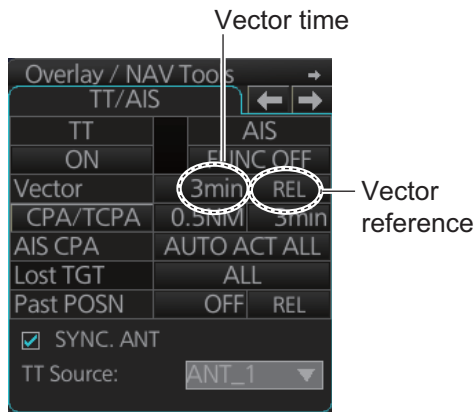 Vector time
Overlay / NAV Tools
TT/AIS
TT AIS
ON FUNC OFF
Vector 3min REL
Vector
reference
CPA/TCPA 0.5NM 3min
AIS CPA AUTO ACT ALL
Lost TGT ALL
Past POSN OFF REL
SYNC. ANT
TT Source: ANT_1